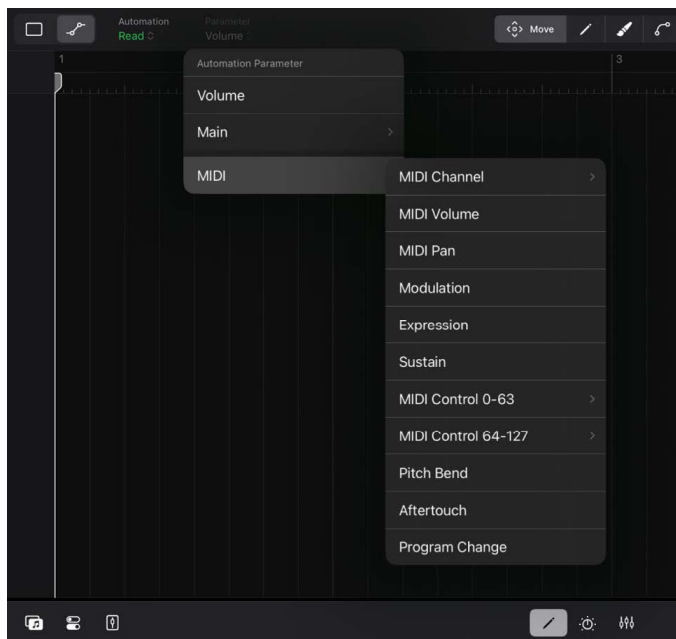 Automation
Read
Parameter
Volume
Move
1
3
Automation Parameter
Volume
Main
MIDI
MIDI Channel
MIDI Volume
MIDI Pan
Modulation
Expression
Sustain
MIDI Control 0-63
MIDI Control 64-127
Pitch Bend
Aftertouch
Program Change